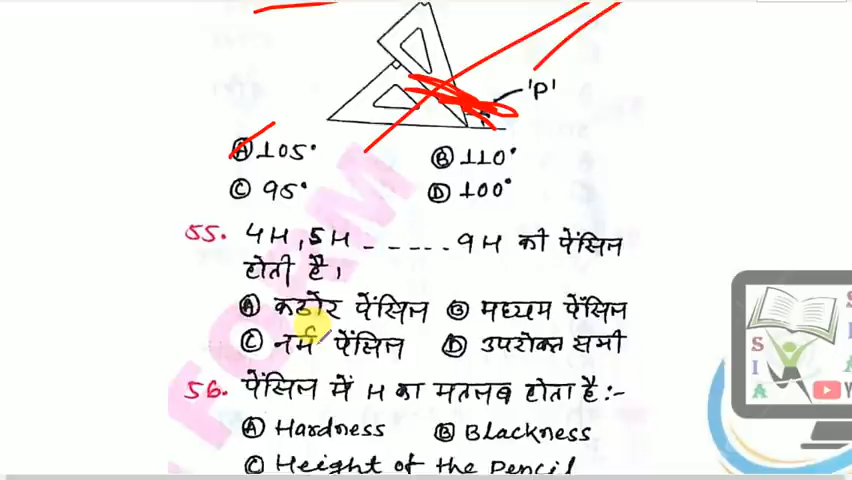 'P'
Ⓐ 105° Ⓑ 110°
Ⓒ 95° Ⓓ 100°
55. 4H, 5H ------ 9H की पेंसिल
होती है।
Ⓐ कठोर पेंसिल Ⓑ मध्यम पेंसिल
Ⓒ नर्म पेंसिल Ⓓ उपरोक्त सभी
56. पेंसिल में H का मतलब होता है:-
Ⓐ Hardness Ⓑ Blackness
Ⓒ Height of the Pencil
FORAM
S
I
A
S
I
A
Y